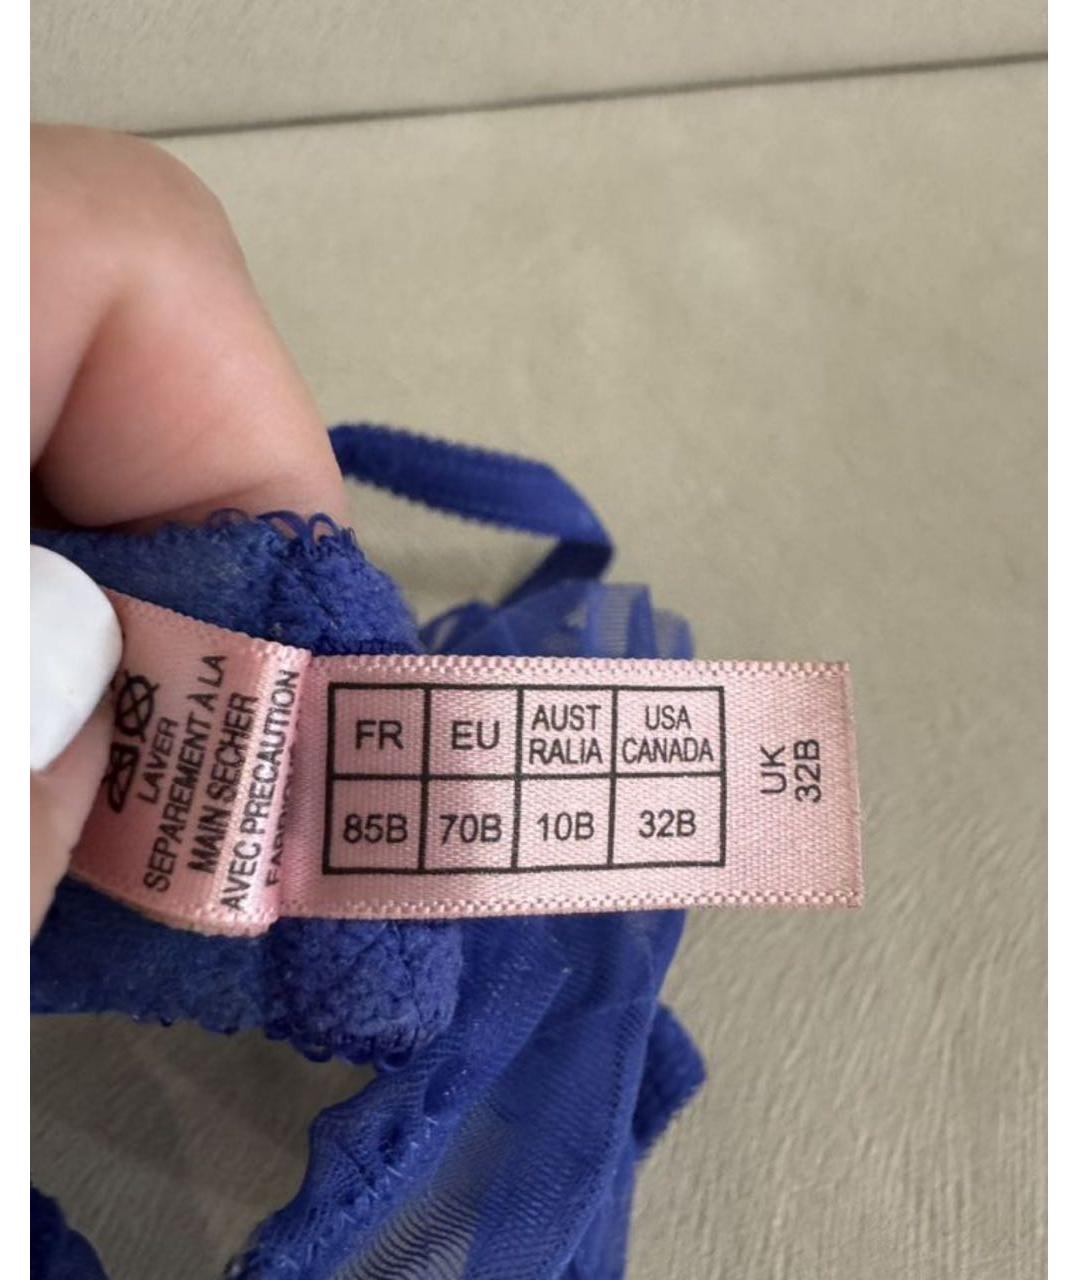 LAVER
SEPAREMENT À LA
MAIN SECHER
AVEC PRECAUTION
FR
EU
AUST
RALIA
USA
CANADA
85B
70B
10B
32B
UK
32B